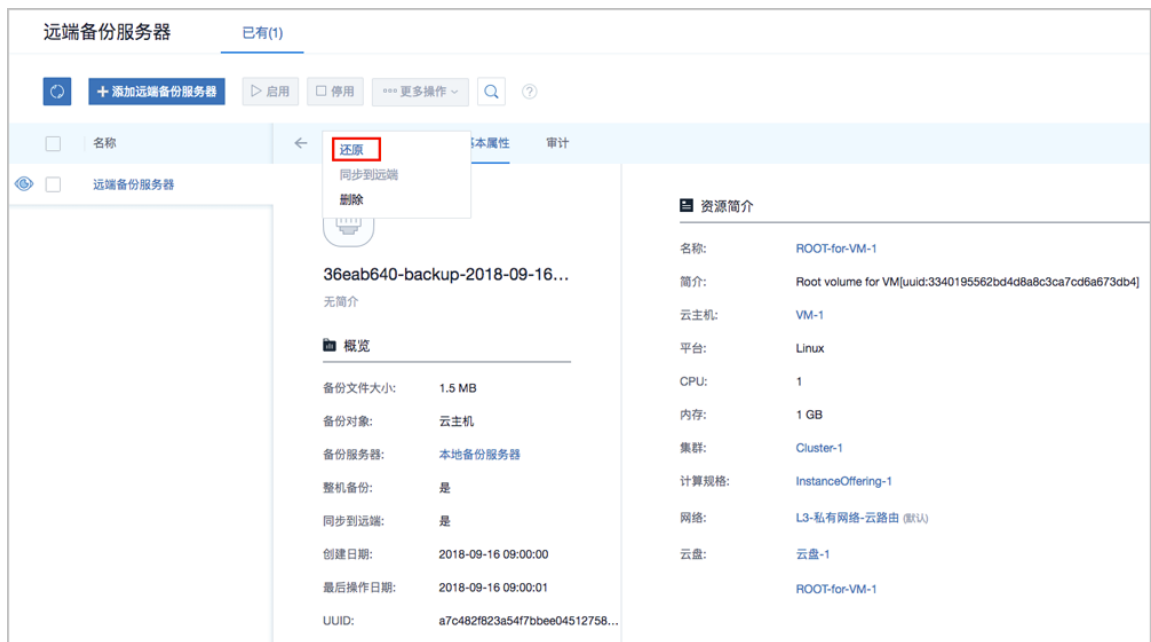 远端备份服务器 已有(1)
添加远端备份服务器 启用 停用 更多操作
名称 基本属性 审计
还原
同步到远端
删除
远端备份服务器
资源简介
名称: ROOT-for-VM-1
36eab640-backup-2018-09-16...
简介: Root volume for VM[uuid:3340195562bd4d8a8c3ca7cd6a673db4]
无简介
云主机: VM-1
概览
平台: Linux
备份文件大小: 1.5 MB
CPU: 1
备份对象: 云主机
内存: 1 GB
备份服务器: 本地备份服务器
集群: Cluster-1
整机备份: 是
计算规格: InstanceOffering-1
同步到远端: 是
网络: L3-私有网络-云路由 (默认)
创建日期: 2018-09-16 09:00:00
云盘: 云盘-1
最后操作日期: 2018-09-16 09:00:01
ROOT-for-VM-1
UUID: a7c482f823a54f7bbee04512758...